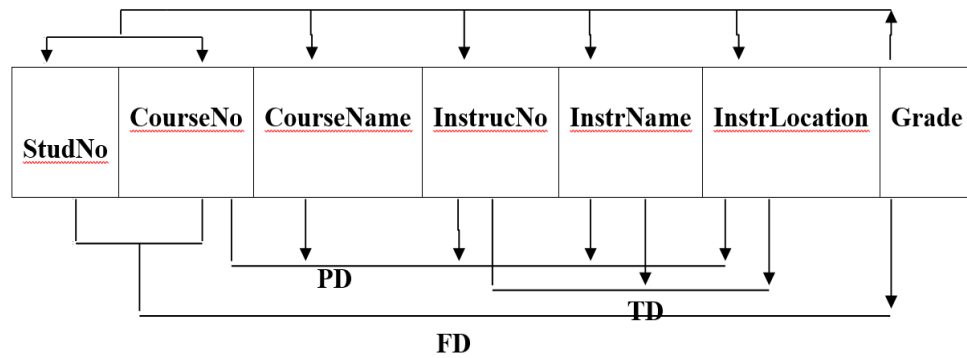 StudNo
CourseNo
CourseName
InstrucNo
InstrName
InstrLocation
Grade
PD
TD
FD